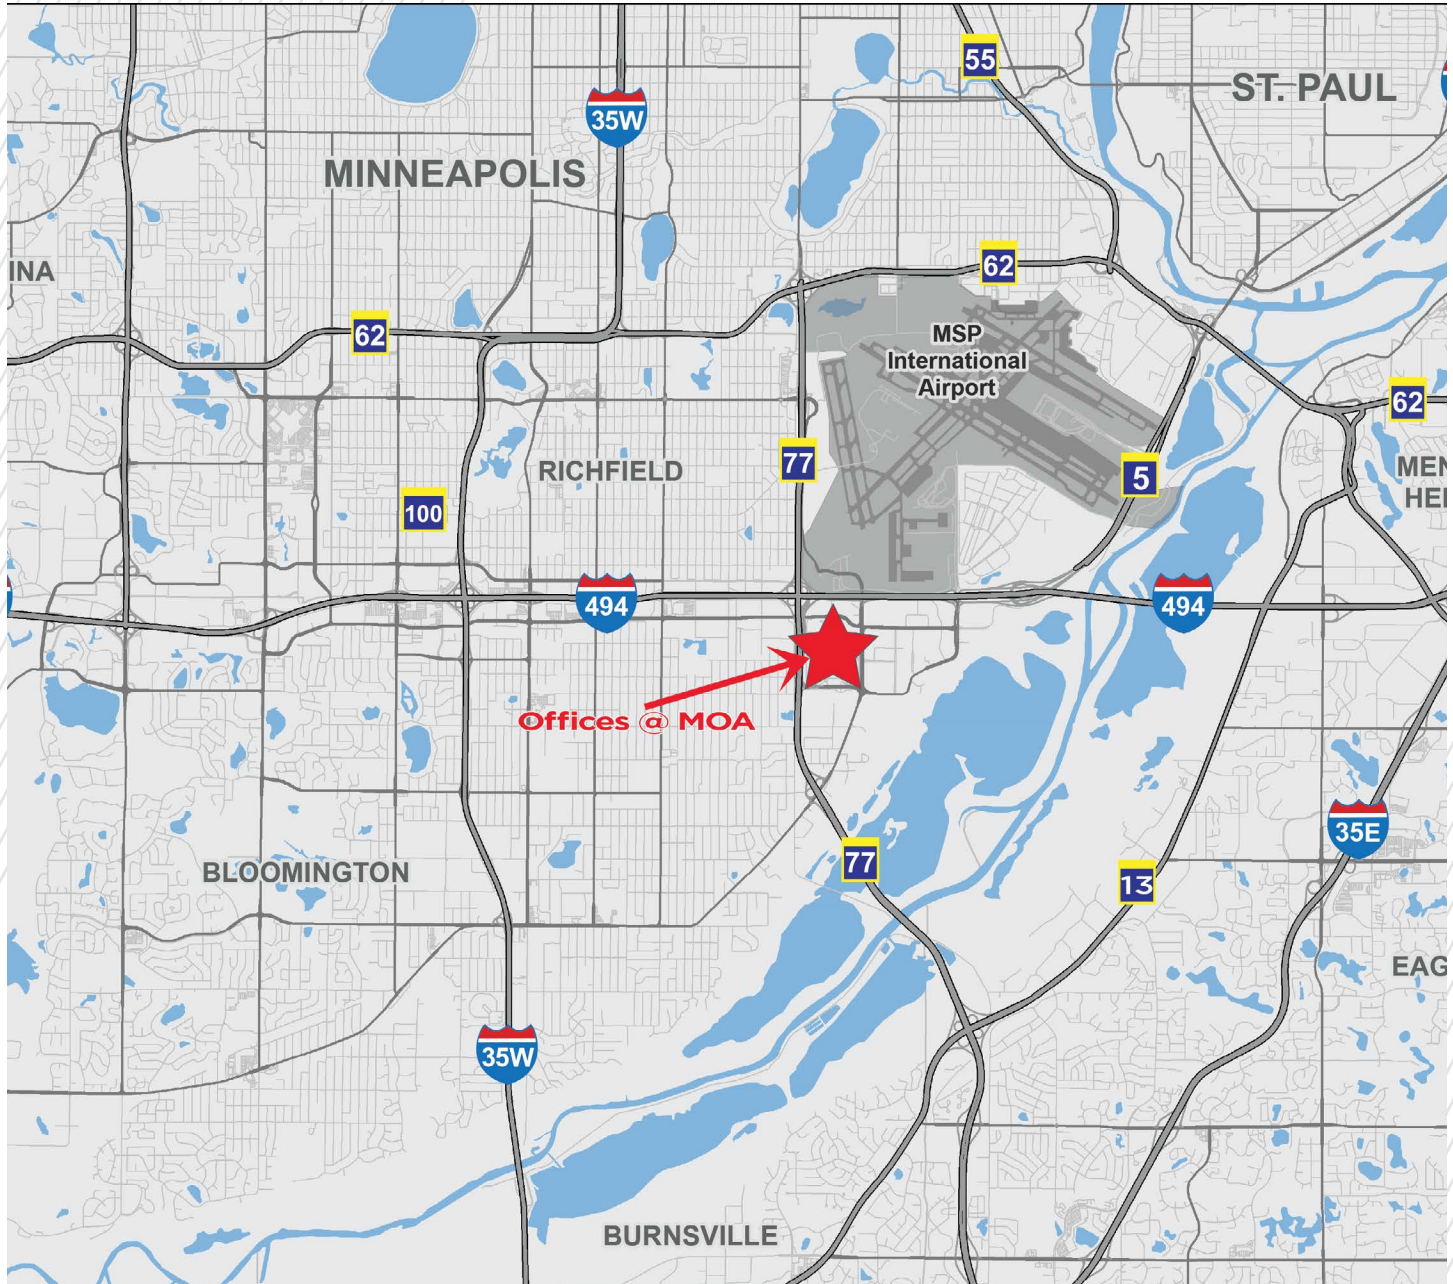 55
ST. PAUL
35W
MINNEAPOLIS
INA
62
62
MSP
International
Airport
62
77
RICHFIELD
5
MEN
HEI
100
494
494
Offices @ MOA
35E
77
BLOOMINGTON
13
EAG
35W
BURNSVILLE